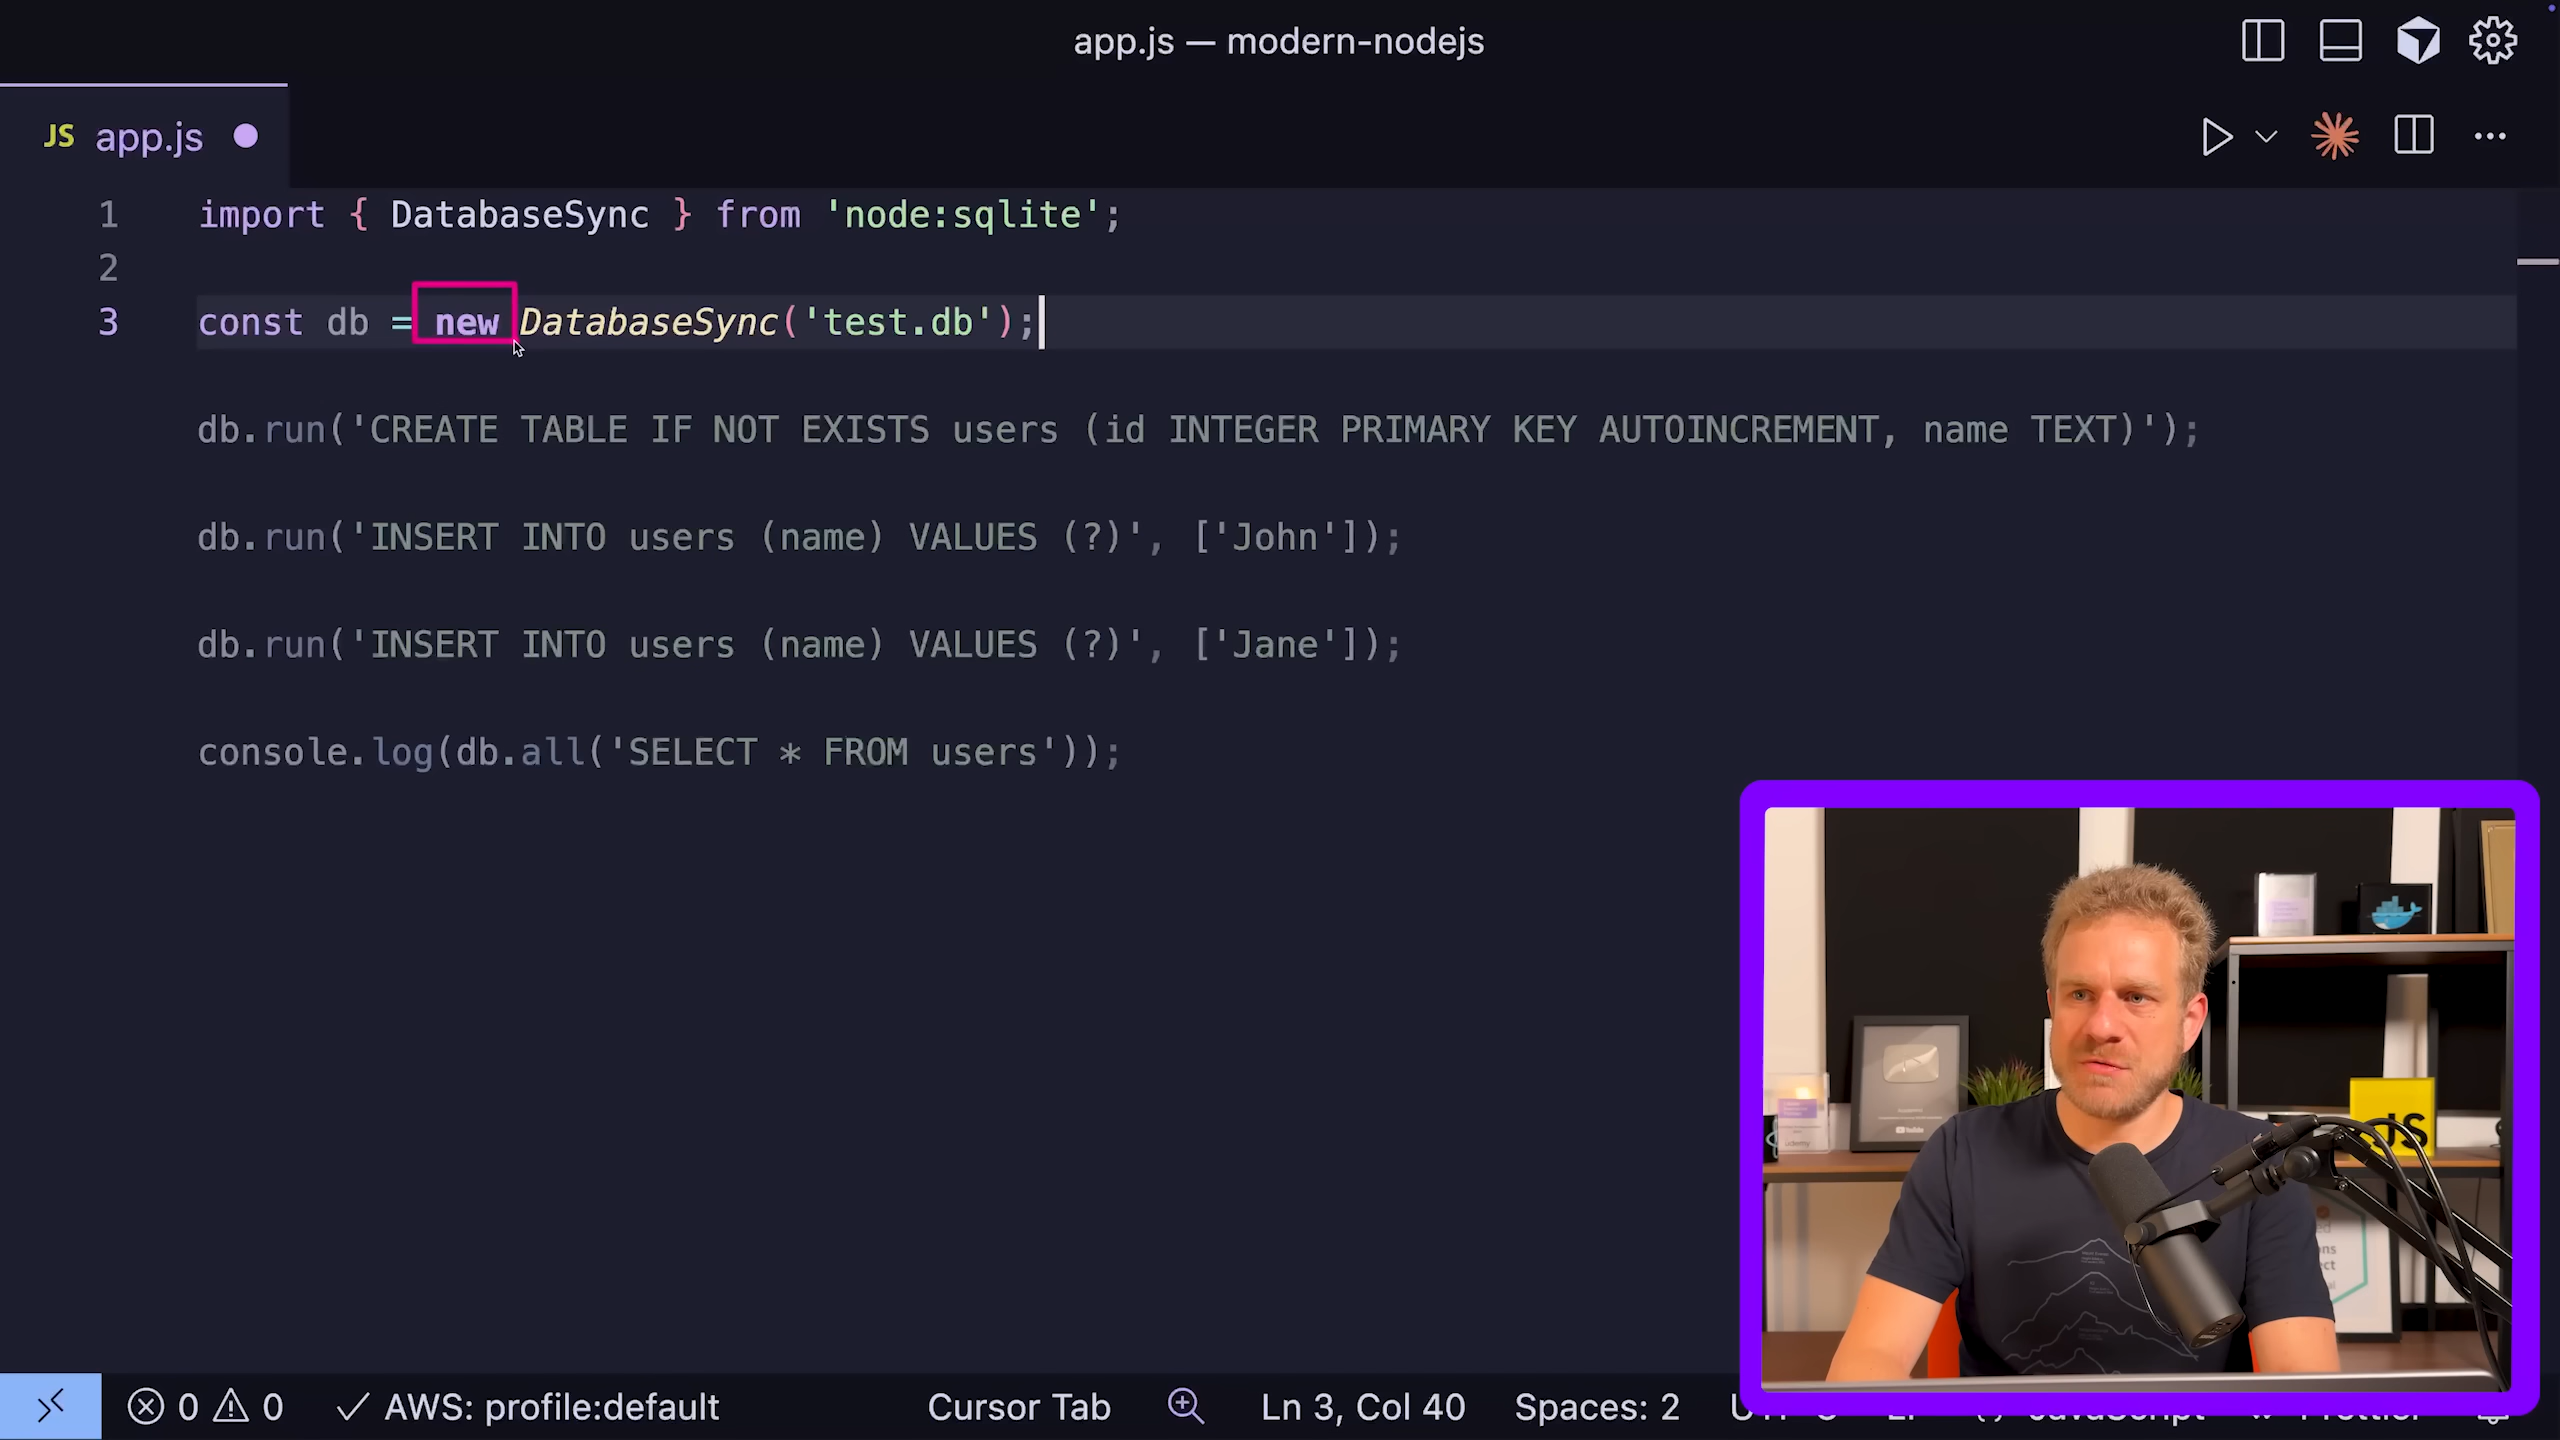 app.js — modern-nodejs
JS app.js
1 import { DatabaseSync } from 'node:sqlite';
2
3 const db = new DatabaseSync('test.db');
db.run('CREATE TABLE IF NOT EXISTS users (id INTEGER PRIMARY KEY AUTOINCREMENT, name TEXT)');
db.run('INSERT INTO users (name) VALUES (?)', ['John']);
db.run('INSERT INTO users (name) VALUES (?)', ['Jane']);
console.log(db.all('SELECT * FROM users'));
JS
0 0 AWS: profile:default Cursor Tab Ln 3, Col 40 Spaces: 2